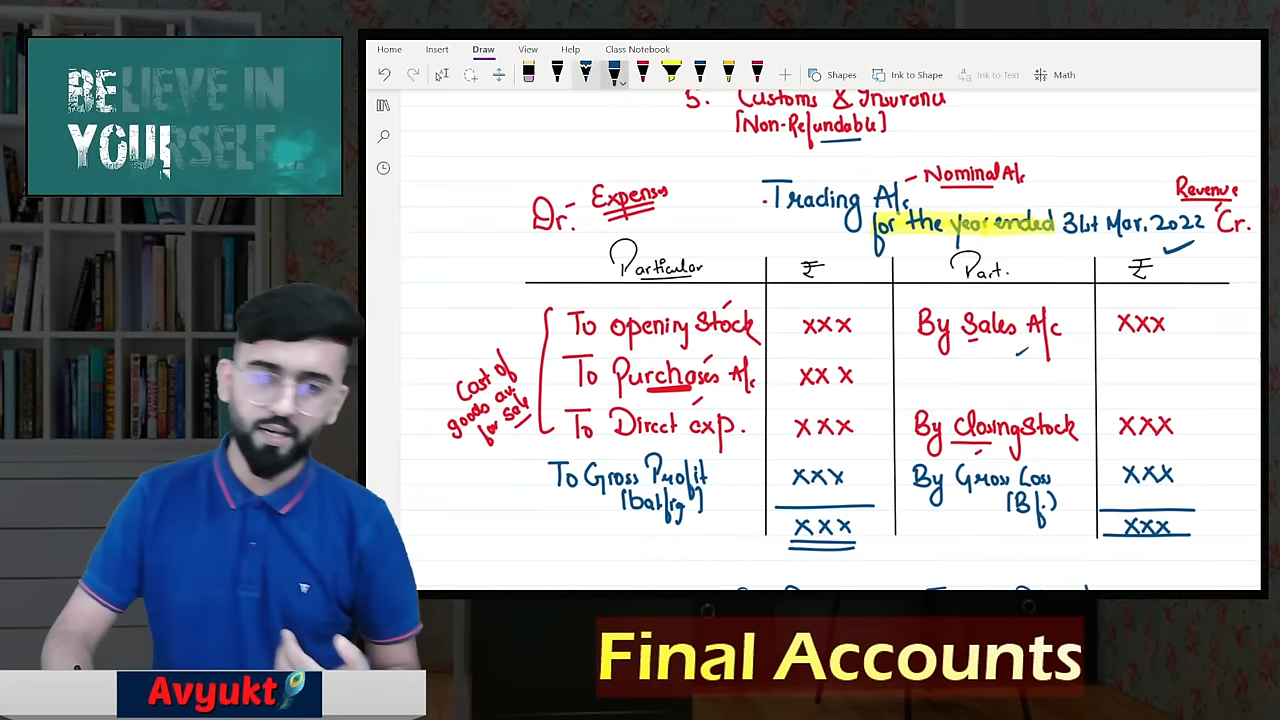 BELIEVE IN
YOURSELF...
Home Insert Draw View Help Class Notebook
Shapes Ink to Shape Ink to Text Math
5. Customs & Insurance
[Non-Refundable]
- Nominal A/c
Trading A/c
for the year ended 31st Mar. 2022
Dr. - Expenses
Revenue
Cr.
Particular ₹ Part. ₹
To opening Stock xxx By Sales A/c xxx
To Purchases A/c xxx
To Direct exp. xxx By Closing Stock xxx
Cost of
goods av.
for sale
To Gross Profit xxx By Gross Loss xxx
[bal/fig] [Bf.)
xxx xxx
Final Accounts
Avyukt